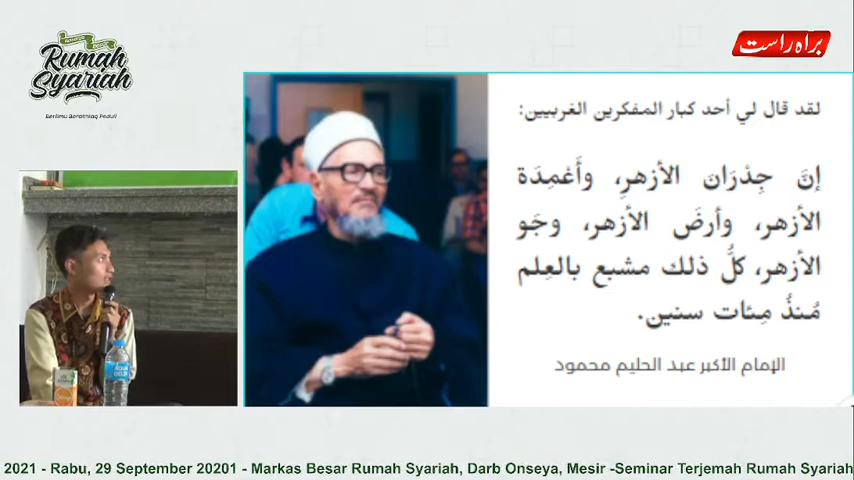 Rumah
Syariah
Berilmu Berakhlaq Peduli
براه راست
لقد قال لي أحد كبار المفكرين الغربيين:
إنَ جِدْرَان الأزهرِ، وأَعْمِدَة
الأزهر، وأرضَ الأزهر، وجَو
الأزهر، كلُّ ذلك مشبع بالعِلم
مُنذُ مِئات سنين.
الإمام الأكبر عبد الحليم محمود
2021 - Rabu, 29 September 20201 - Markas Besar Rumah Syariah, Darb Onseya, Mesir -Seminar Terjemah Rumah Syariah